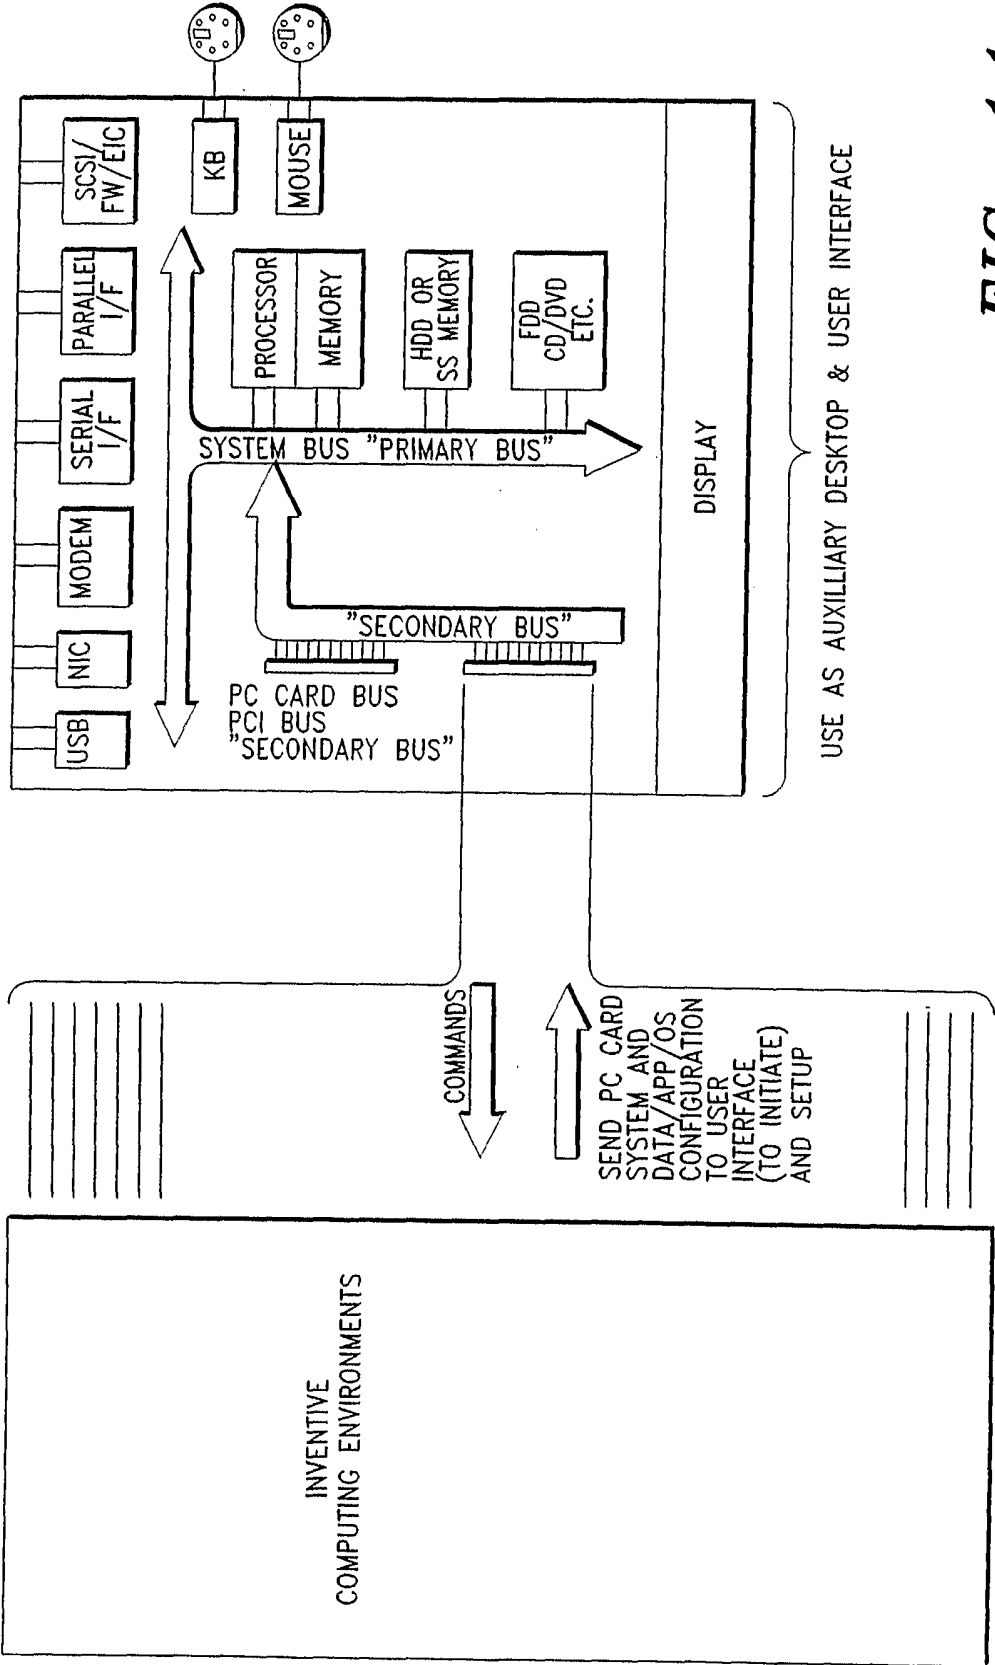 USB
NIC
MODEM
SERIAL
I/F
PARALLEL
I/F
SCSI/
FW/EIC
KB
MOUSE
PROCESSOR
MEMORY
HDD OR
SS MEMORY
FDD
CD/DVD
ETC.
SYSTEM BUS "PRIMARY BUS"
"SECONDARY BUS"
PC CARD BUS
PCI BUS
"SECONDARY BUS"
DISPLAY
USE AS AUXILLIARY DESKTOP & USER INTERFACE
COMMANDS
SEND PC CARD
SYSTEM AND
DATA/APP/OS
CONFIGURATION
TO USER
INTERFACE
(TO INITIATE)
AND SETUP
INVENTIVE
COMPUTING ENVIRONMENTS